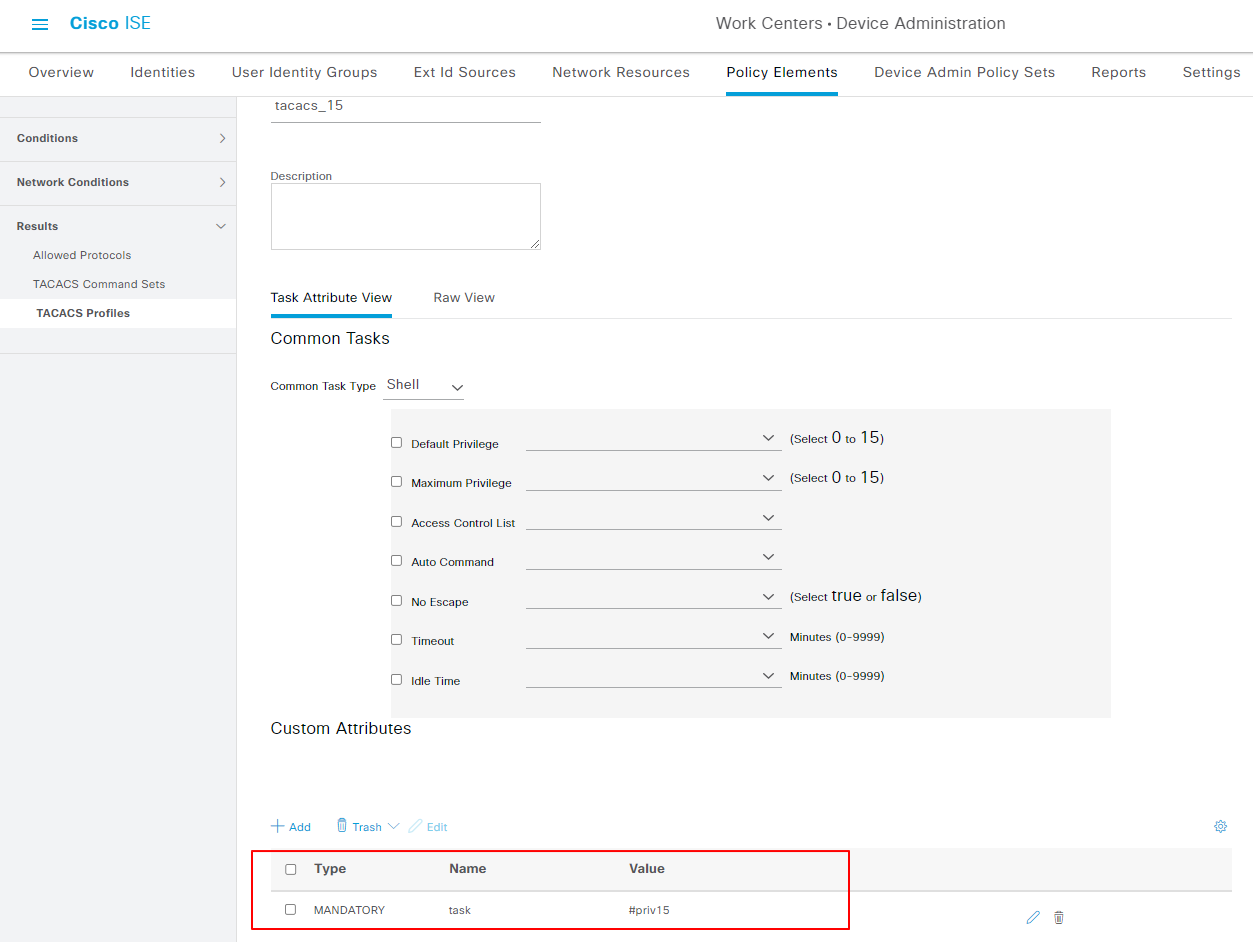 Cisco ISE
Work Centers • Device Administration
Overview Identities User Identity Groups Ext Id Sources Network Resources Policy Elements Device Admin Policy Sets Reports Settings
Conditions
Network Conditions
Results
Allowed Protocols
TACACS Command Sets
TACACS Profiles
tacacs_15
Description
Task Attribute View Raw View
Common Tasks
Common Task Type Shell
Default Privilege (Select 0 to 15)
Maximum Privilege (Select 0 to 15)
Access Control List
Auto Command
No Escape (Select true or false)
Timeout Minutes (0-9999)
Idle Time Minutes (0-9999)
Custom Attributes
Add Trash Edit
Type Name Value
MANDATORY task #priv15